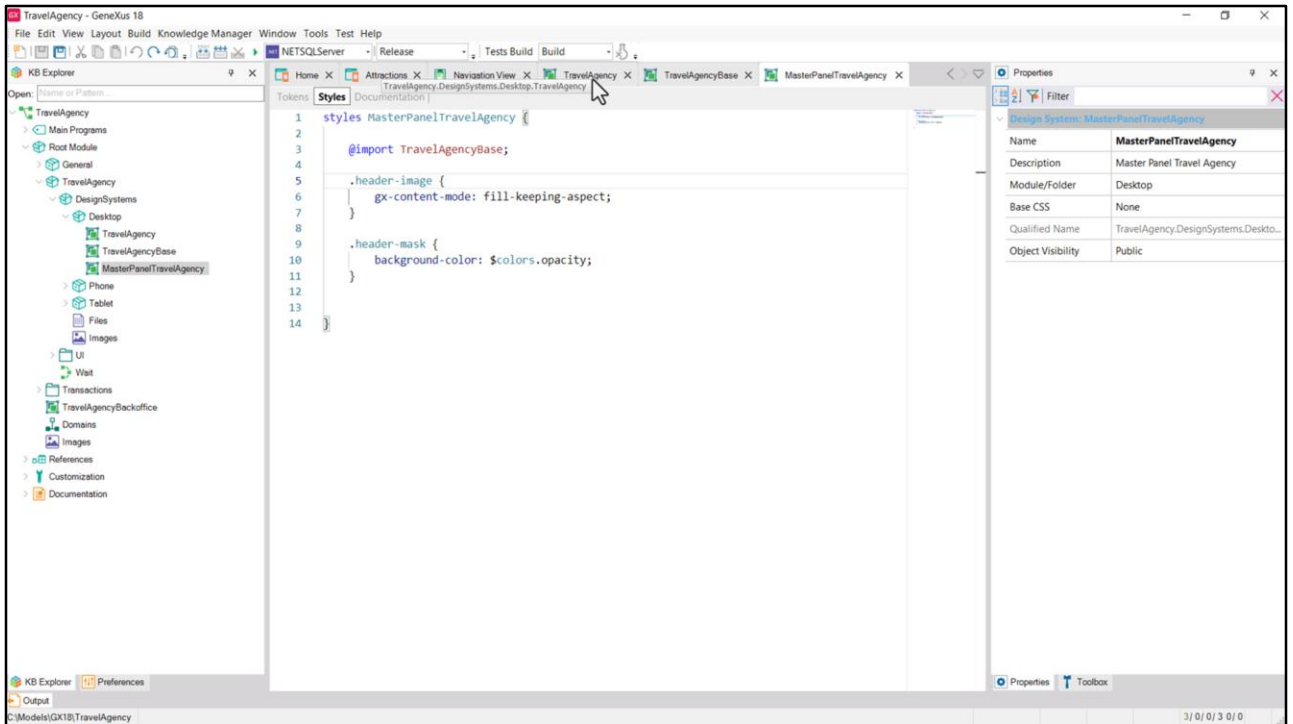 TravelAgency - GeneXus 18
File Edit View Layout Build Knowledge Manager Window Tools Test Help
NETSQLServer Release Tests Build Build
KB Explorer
Open: Name or Pattern...
TravelAgency
Main Programs
Root Module
General
TravelAgency
DesignSystems
Desktop
TravelAgency
TravelAgencyBase
MasterPanelTravelAgency
Phone
Tablet
Files
Images
UI
Wait
Transactions
TravelAgencyBackoffice
Domains
Images
References
Customization
Documentation
KB Explorer Preferences
Home Attractions Navigation View TravelAgency TravelAgencyBase MasterPanelTravelAgency
TravelAgency.DesignSystems.Desktop.TravelAgency
Tokens Styles Documentation
1 styles MasterPanelTravelAgency {
2
3 @import TravelAgencyBase;
4
5 .header-image {
6 gx-content-mode: fill-keeping-aspect;
7 }
8
9 .header-mask {
10 background-color: $colors.opacity;
11 }
12
13
14 }
Properties
Filter
Design System: MasterPanelTravelAgency
Name MasterPanelTravelAgency
Description Master Panel Travel Agency
Module/Folder Desktop
Base CSS None
Qualified Name TravelAgency.DesignSystems.Deskto...
Object Visibility Public
Properties Toolbox
Output
C:\Models\GX18\TravelAgency
3/ 0/ 0/ 3 0/ 0